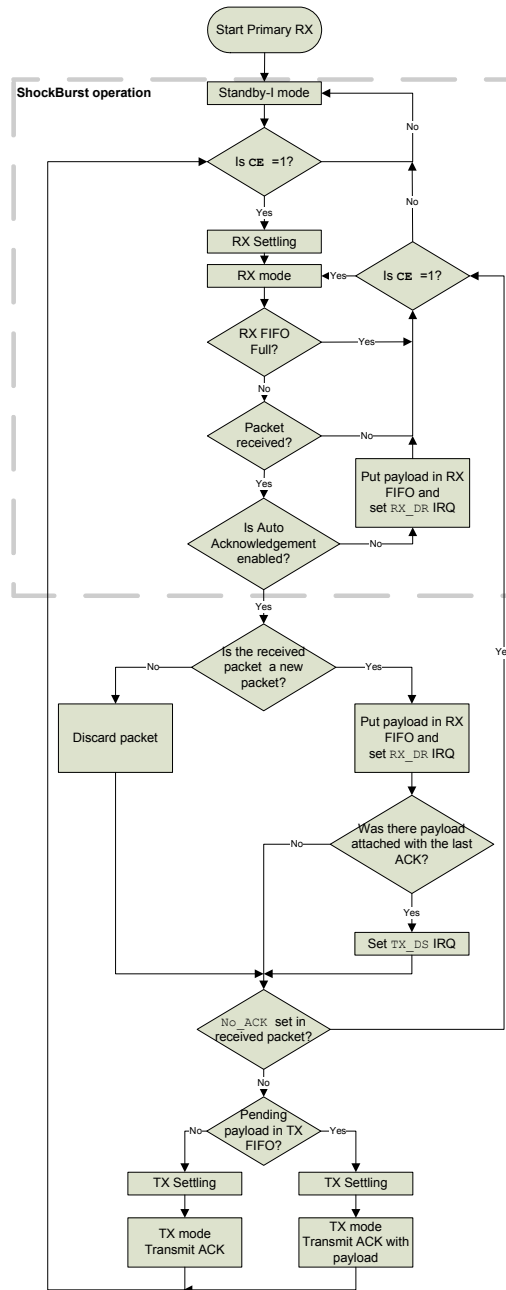 Start Primary RX
ShockBurst operation
Standby-I mode
No
Is CE =1?
No
Yes
RX Settling
RX mode
Yes
Is CE =1?
RX FIFO
Full?
Yes
No
Packet
received?
No
Yes
Put payload in RX
FIFO and
set RX_DR IRQ
Is Auto
Acknowledgement
enabled?
No
Yes
Is the received
packet a new
packet?
No
Yes
Ye
Discard packet
Put payload in RX
FIFO and
set RX_DR IRQ
Was there payload
attached with the last
ACK?
No
Yes
Set TX_DS IRQ
No_ACK set in
received packet?
No
Pending
payload in TX
FIFO?
No
Yes
TX Settling
TX Settling
TX mode
Transmit ACK
TX mode
Transmit ACK with
payload